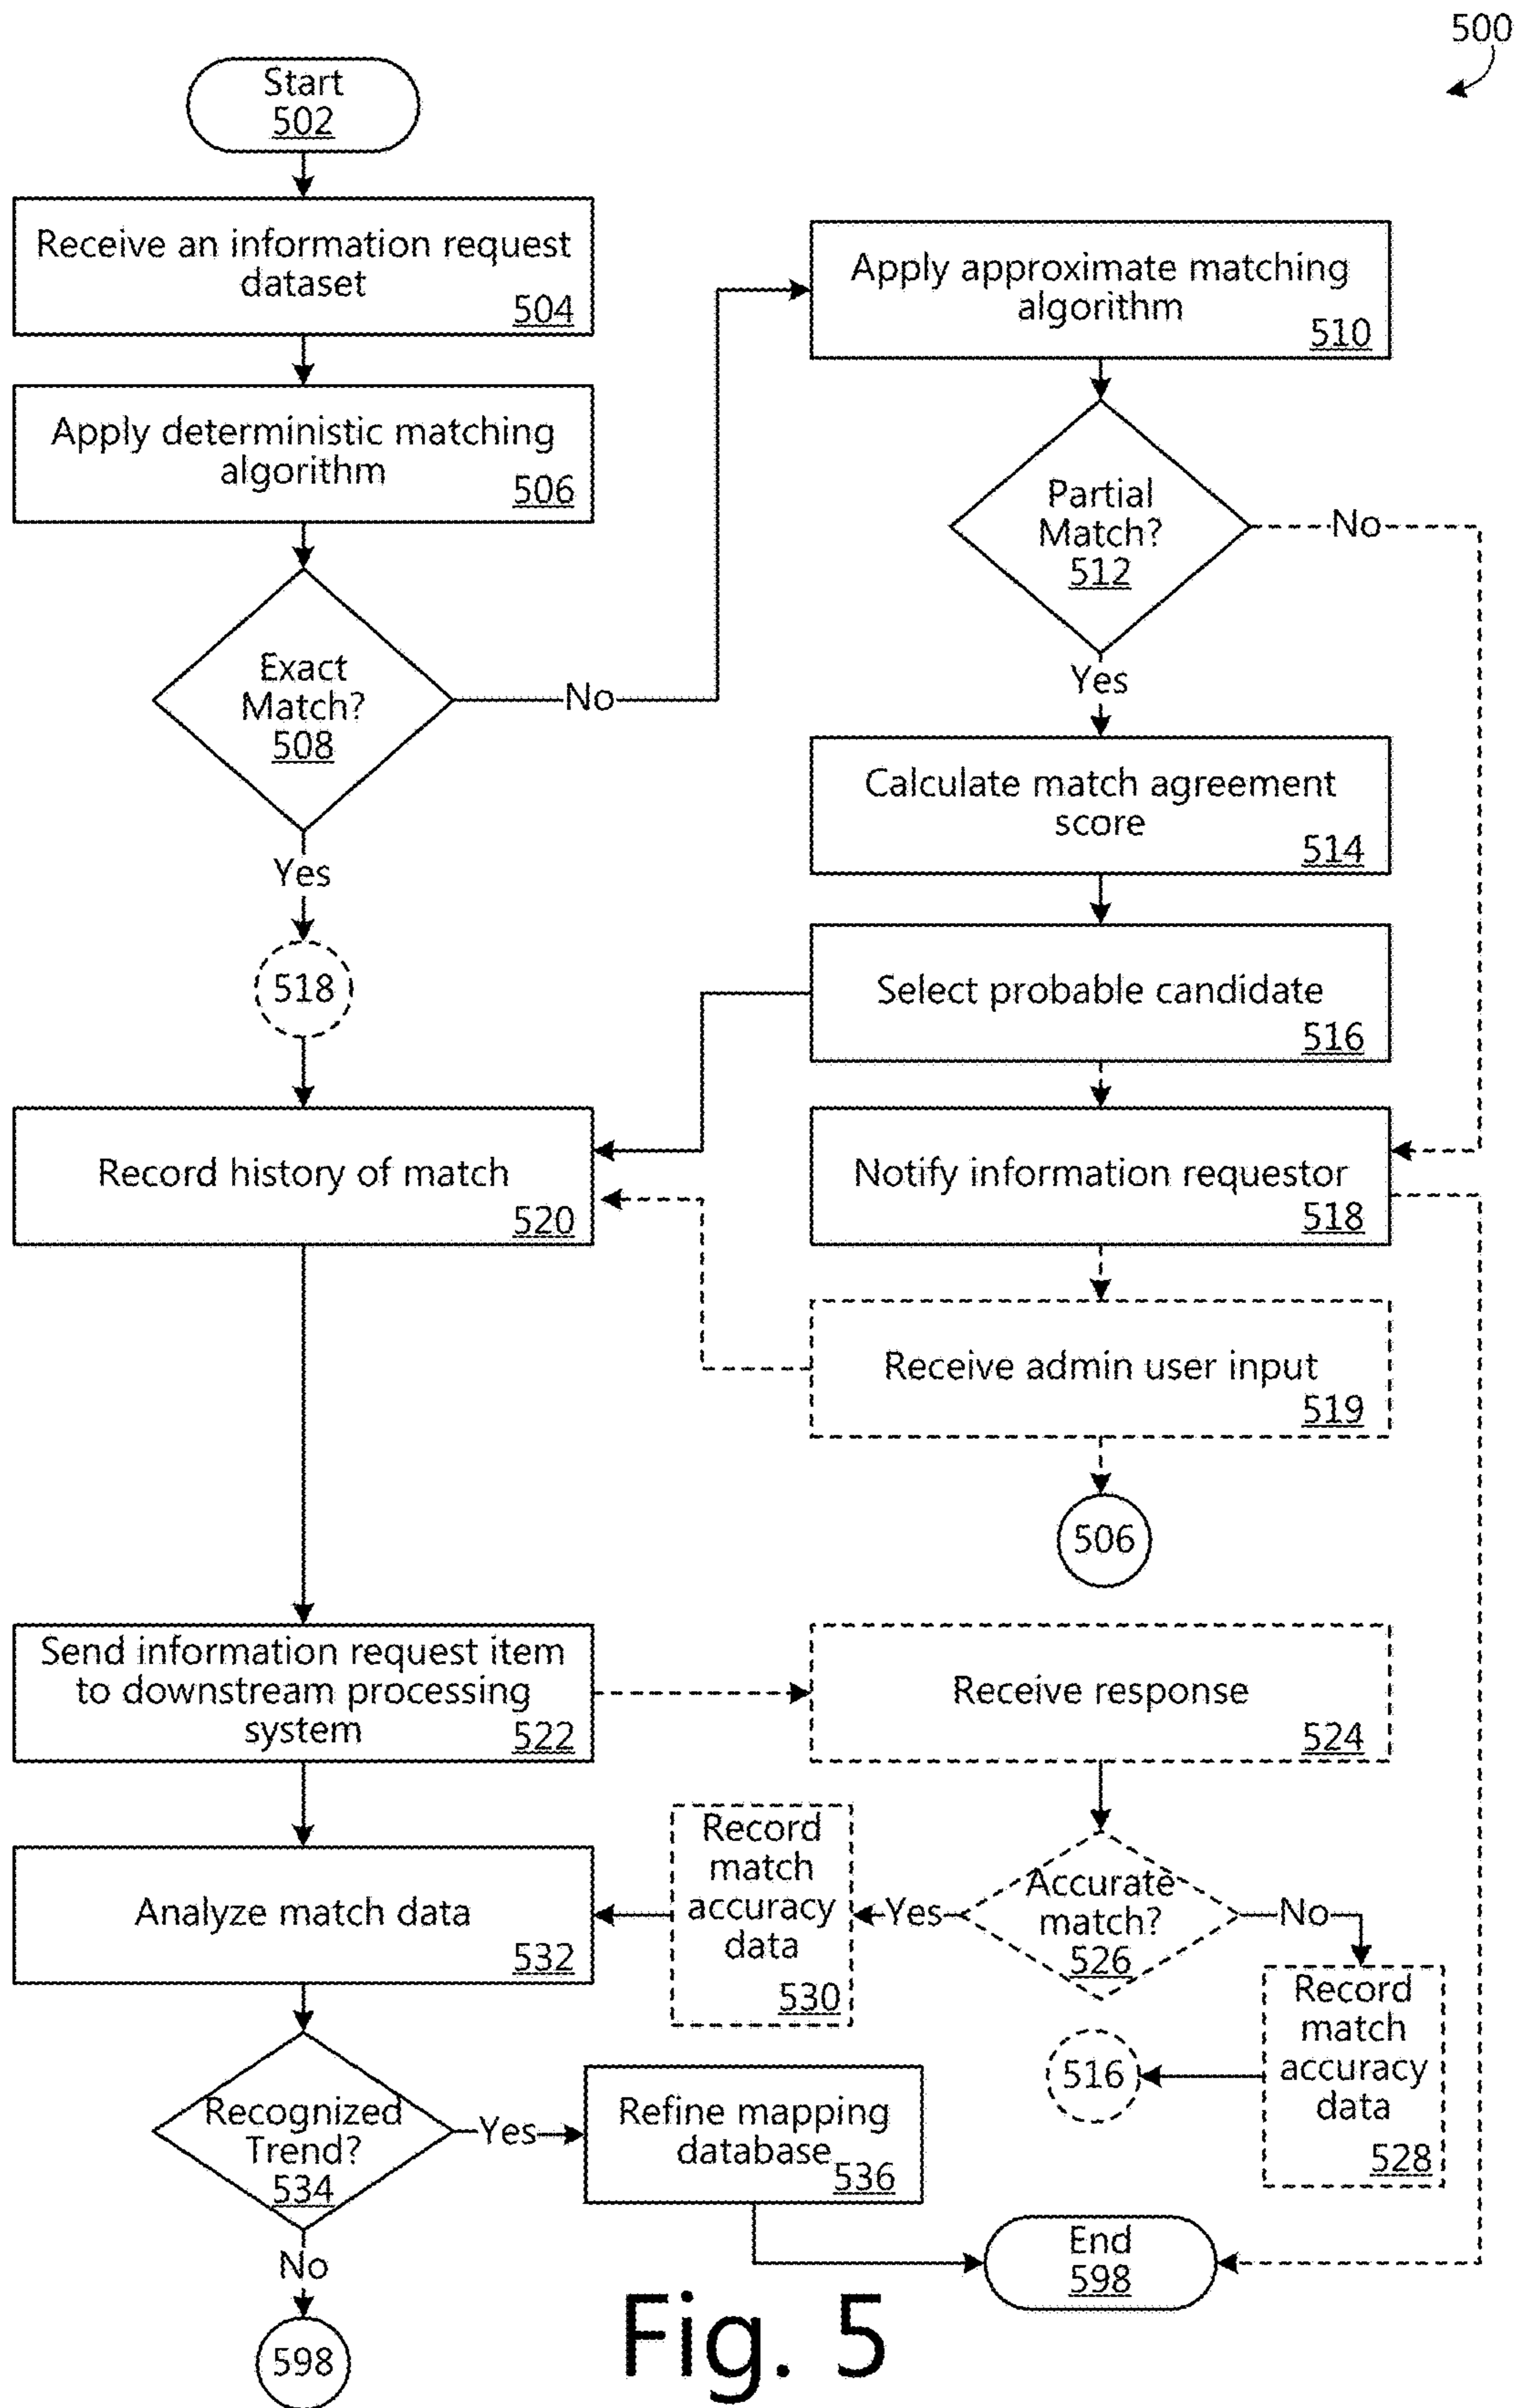 500
Start
502
Receive an information request
dataset
504
Apply deterministic matching
algorithm
506
Exact
Match?
508
No
Yes
518
Apply approximate matching
algorithm
510
Partial
Match?
512
No
Yes
Calculate match agreement
score
514
Select probable candidate
516
Record history of match
520
Notify information requestor
518
Receive admin user input
519
506
Send information request item
to downstream processing
system
522
Receive response
524
Analyze match data
532
Record
match
accuracy
data
530
Yes
Accurate
match?
526
No
Record
match
accuracy
data
528
516
Recognized
Trend?
534
Yes
Refine mapping
database
536
No
598
End
598
Fig. 5